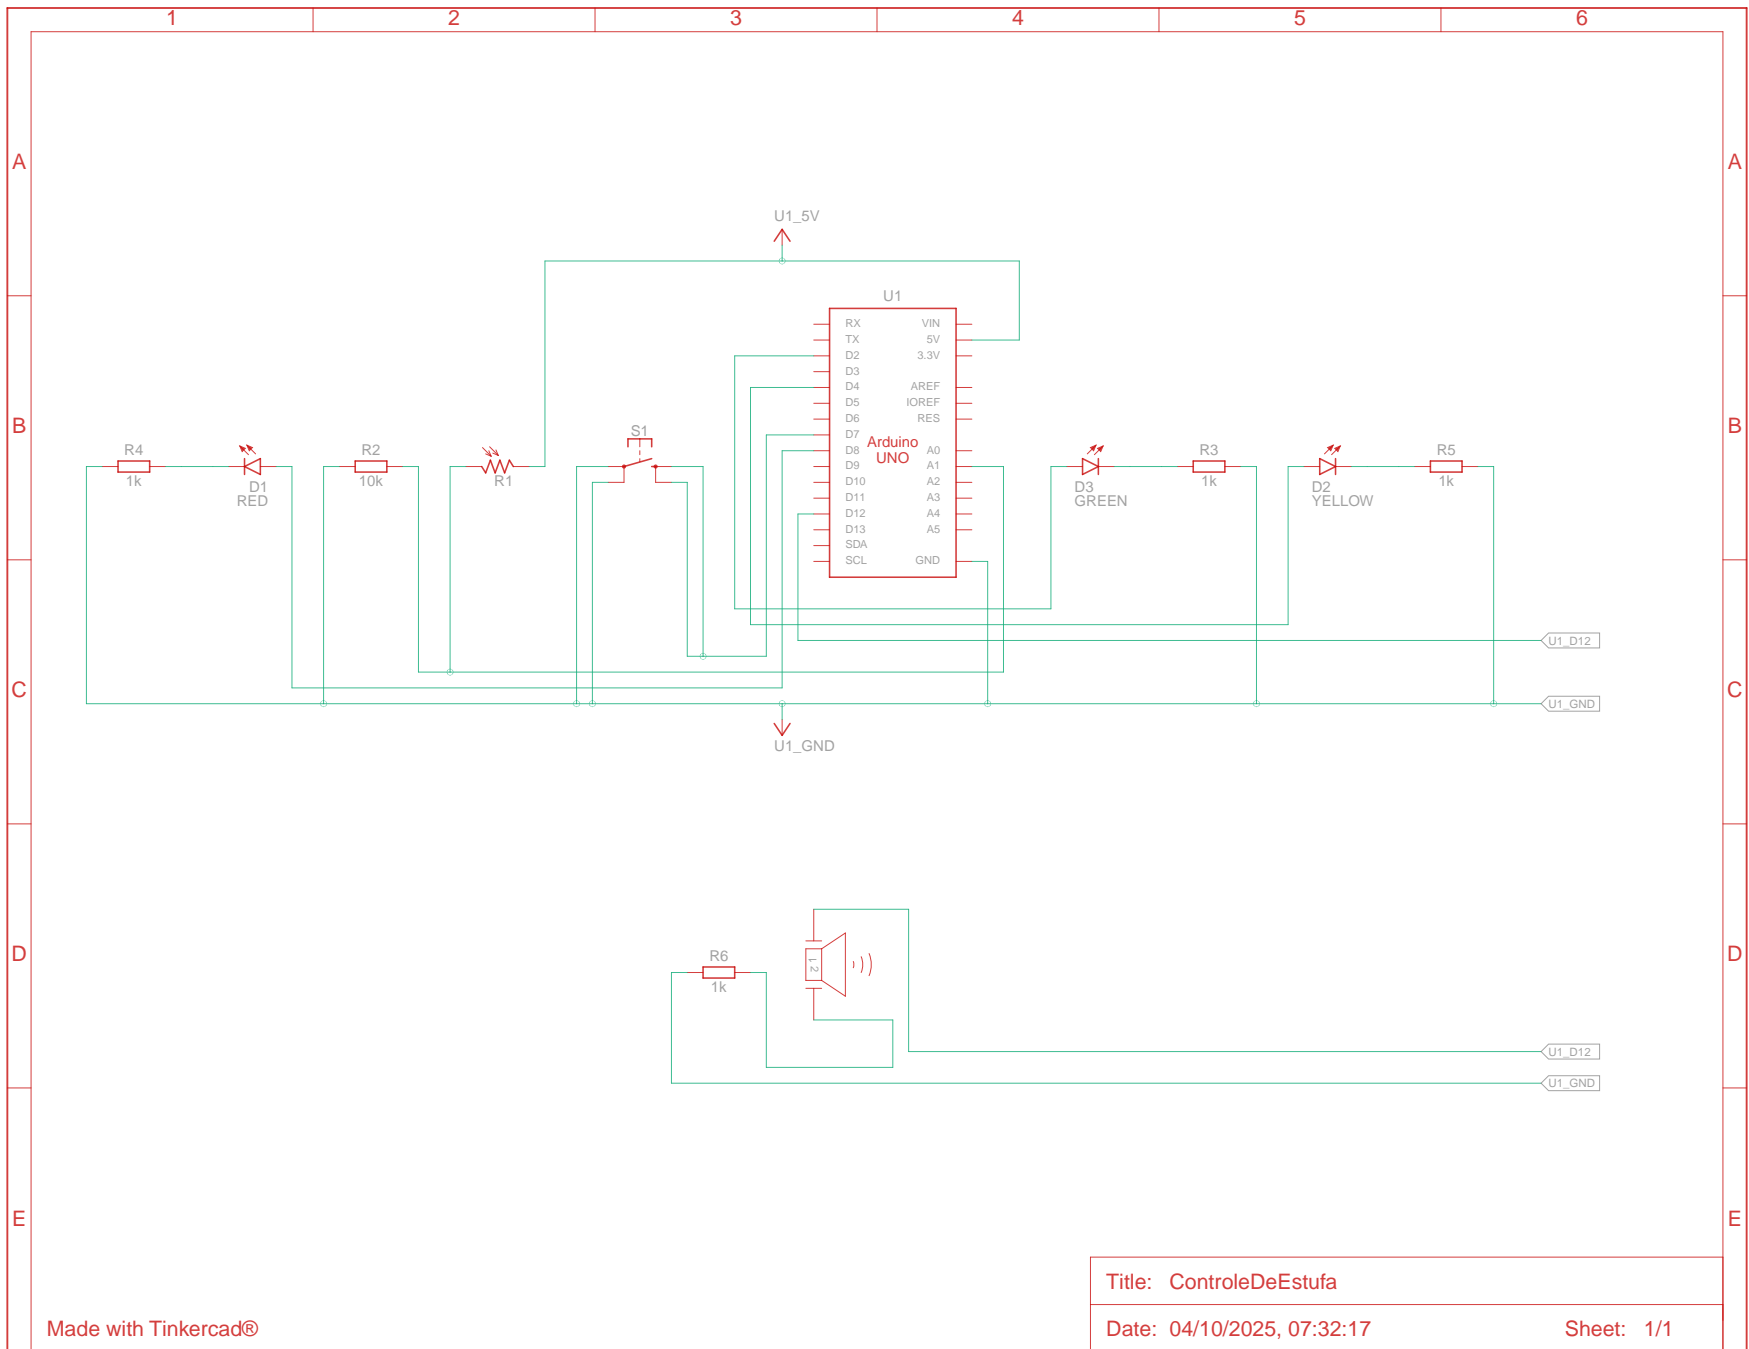 1 2 3 4 5 6
A A
U1_5V
U1
RX VIN
TX 5V
D2 3.3V
D3
D4 AREF
D5 IOREF
D6 RES
D7
Arduino
UNO
D8 A0
D9 A1
D10 A2
D11 A3
D12 A4
D13 A5
SDA
SCL GND
B B
R4
1k
D1
RED
R2
10k
R1
S1
D3
GREEN
R3
1k
D2
YELLOW
R5
1k
U1_D12
C C
U1_GND
U1_GND
D D
R6
1k
1 2
U1_D12
U1_GND
E E
Title: ControleDeEstufa
Made with Tinkercad®
Date: 04/10/2025, 07:32:17 Sheet: 1/1